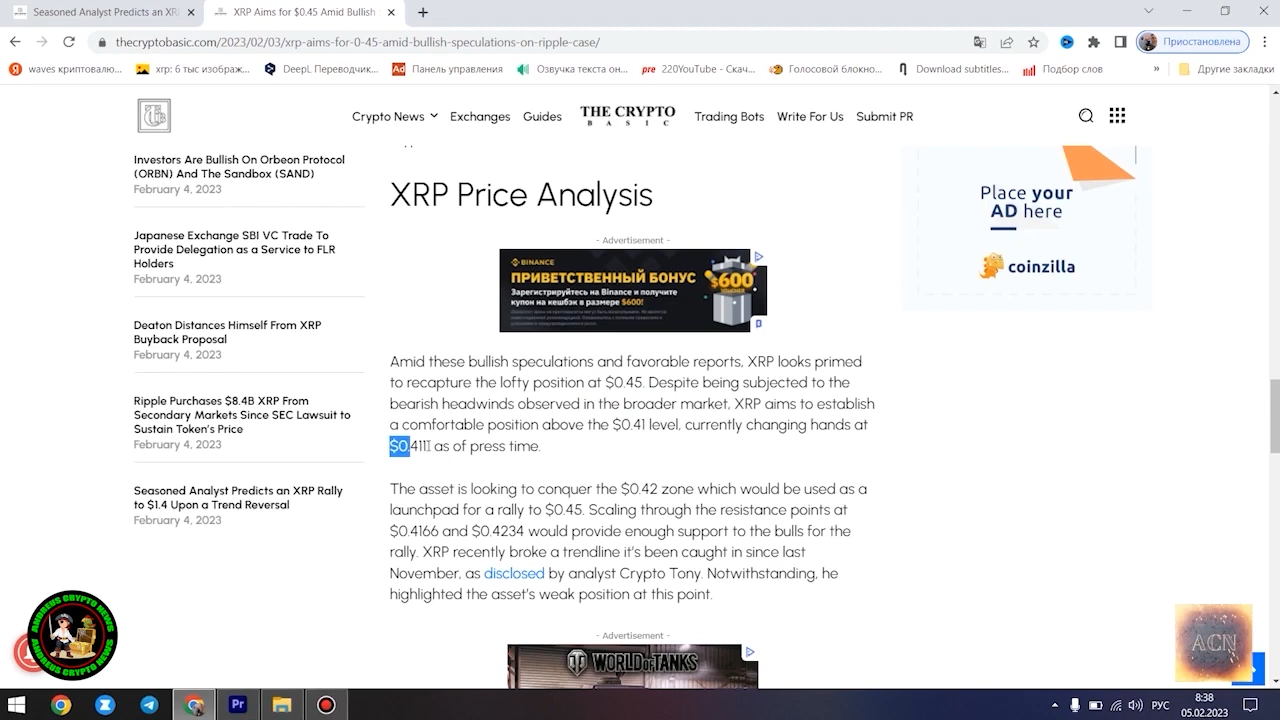 Seasoned Analyst Predicts an XRI
XRP Aims for $0.45 Amid Bullish
thecryptobasic.com/2023/02/03/xrp-aims-for-0-45-amid-bullish-speculations-on-ripple-case/
Приостановлена
waves криптовалю...
xrp: 6 тыс изображ...
DeepL Переводчик...
Панель управления
Озвучка текста он...
220YouTube - Скач...
Голосовой блокно...
Download subtitles...
Подбор слов
»
Другие закладки
Crypto News
Exchanges
Guides
THE CRYPTO
BASIC
Trading Bots
Write For Us
Submit PR
Investors Are Bullish On Orbeon Protocol
(ORBN) And The Sandbox (SAND)
February 4, 2023
Japanese Exchange SBI VC Trade To
Provide Delegation as a Service to FLR
Holders
February 4, 2023
Deaton Distances Himself From XRP
Buyback Proposal
February 4, 2023
Ripple Purchases $8.4B XRP From
Secondary Markets Since SEC Lawsuit to
Sustain Token's Price
February 4, 2023
Seasoned Analyst Predicts an XRP Rally
to $1.4 Upon a Trend Reversal
February 4, 2023
XRP Price Analysis
- Advertisement -
BINANCE
ПРИВЕТСТВЕННЫЙ БОНУС
Зарегистрируйтесь на Binance и получите
купон на кешбэк в размере $600!
$600
VOUCHER
Amid these bullish speculations and favorable reports, XRP looks primed
to recapture the lofty position at $0.45. Despite being subjected to the
bearish headwinds observed in the broader market, XRP aims to establish
a comfortable position above the $0.41 level, currently changing hands at
$0.411 as of press time.
The asset is looking to conquer the $0.42 zone which would be used as a
launchpad for a rally to $0.45. Scaling through the resistance points at
$0.4166 and $0.4234 would provide enough support to the bulls for the
rally. XRP recently broke a trendline it's been caught in since last
November, as disclosed by analyst Crypto Tony. Notwithstanding, he
highlighted the asset's weak position at this point.
- Advertisement -
WORLD OF TANKS
Place your
AD here
coinzilla
ANDREUS CRYPTO NEWS
ANDREUS CRYPTO NEWS
ACN
РУС
8:38
05.02.2023